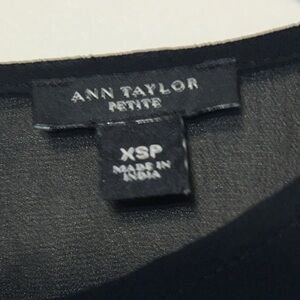 ANN TAYLOR
PETITE
XSP
MADE IN
INDIA